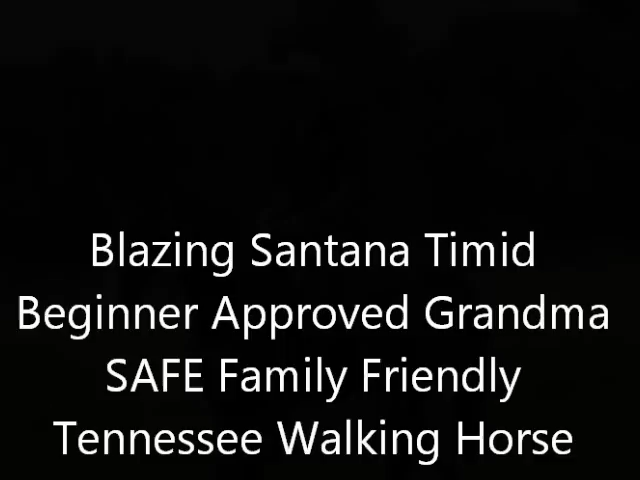 Blazing Santana Timid
Beginner Approved Grandma
SAFE Family Friendly
Tennessee Walking Horse